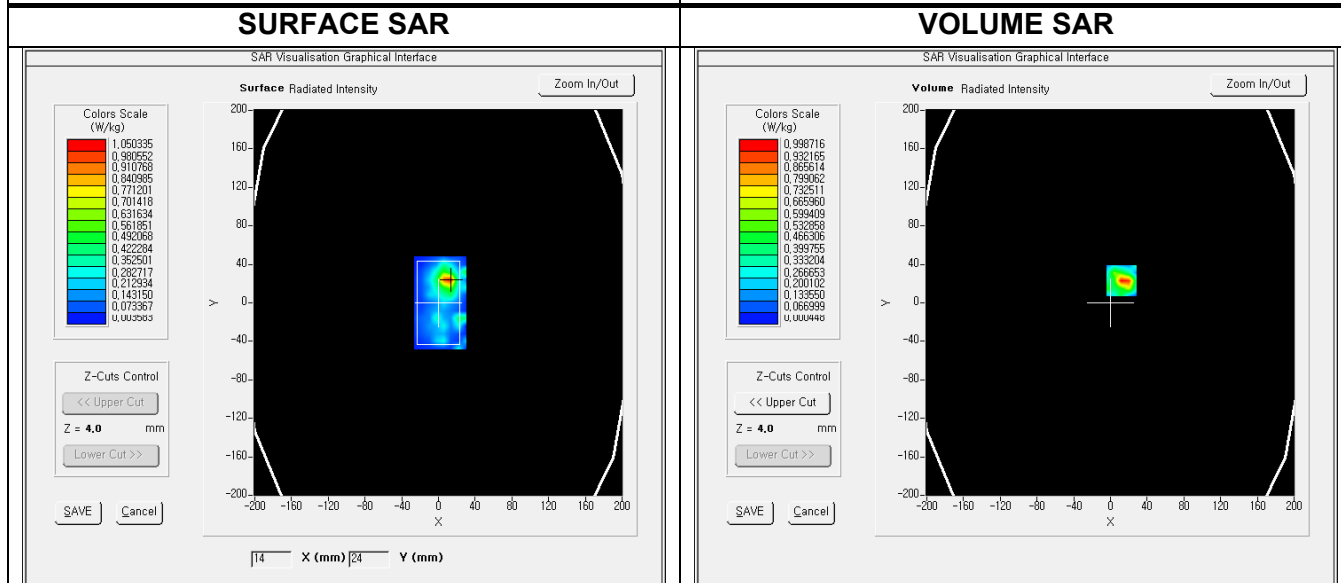 SURFACE SAR
SAR Visualisation Graphical Interface
Surface Radiated Intensity
Zoom In/Out
Colors Scale
(W/kg)
1,050335
0,980552
0,910768
0,840985
0,771201
0,701418
0,631634
0,561851
0,492068
0,422284
0,352501
0,282717
0,212934
0,143150
0,073367
0,003583
200
160
120
80
40
0
-40
-80
-120
-160
-200
Y
-200 -160 -120 -80 -40 0 40 80 120 160 200
X
Z-Cuts Control
<< Upper Cut
Z = 4,0 mm
Lower Cut >>
SAVE Cancel
14 X (mm) 24 Y (mm)
VOLUME SAR
SAR Visualisation Graphical Interface
Volume Radiated Intensity
Zoom In/Out
Colors Scale
(W/kg)
0,998716
0,932165
0,865614
0,799062
0,732511
0,665960
0,599409
0,532858
0,466306
0,399755
0,333204
0,266653
0,200102
0,133550
0,066999
0,000448
200
160
120
80
40
0
-40
-80
-120
-160
-200
Y
-200 -160 -120 -80 -40 0 40 80 120 160 200
X
Z-Cuts Control
<< Upper Cut
Z = 4,0 mm
Lower Cut >>
SAVE Cancel